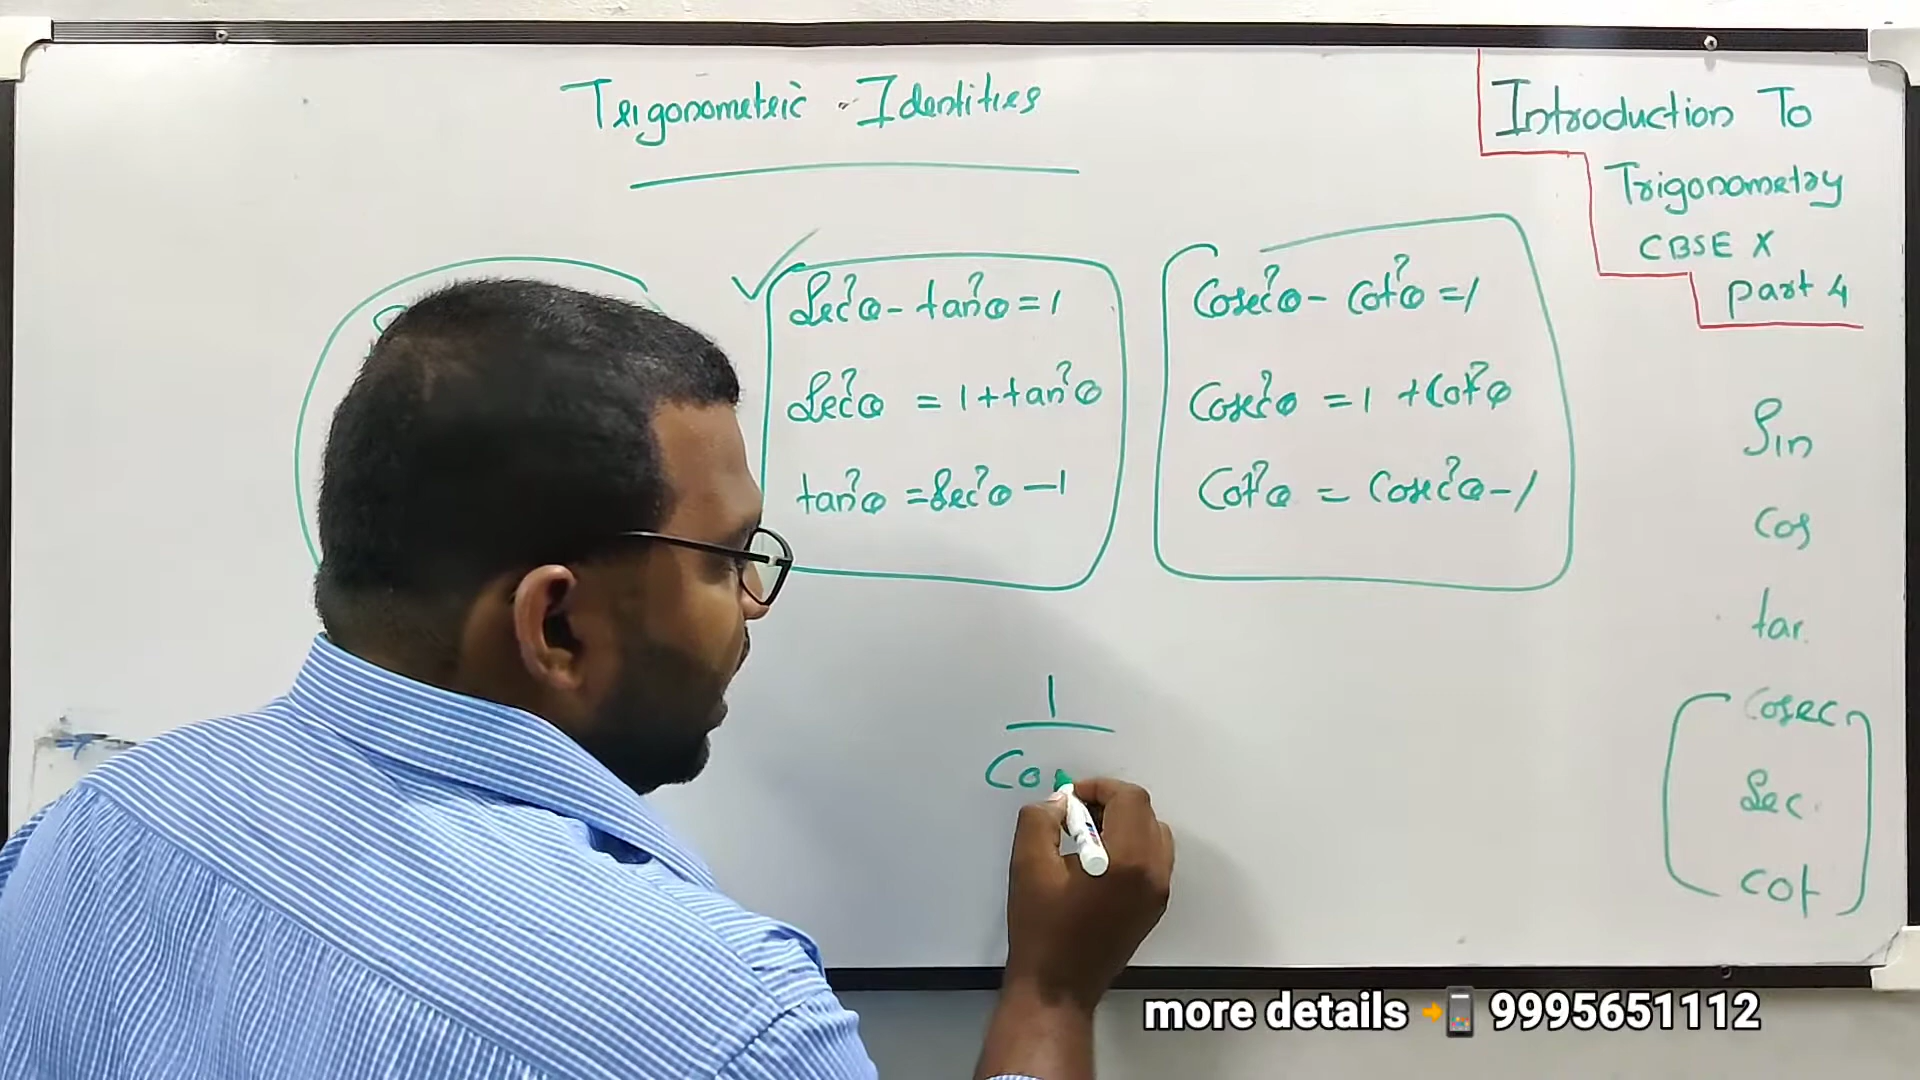 Trigonometric Identities
Introduction To
Trigonometry
CBSE X
part 4
Sec²θ - tan²θ = 1
Sec²θ = 1 + tan²θ
tan²θ = Sec²θ - 1
Cosec²θ - Cot²θ = 1
Cosec²θ = 1 + Cot²θ
Cot²θ = Cosec²θ - 1
Sin
Cos
tan
Cosec
Sec
cot
1
Cos
more details 9995651112